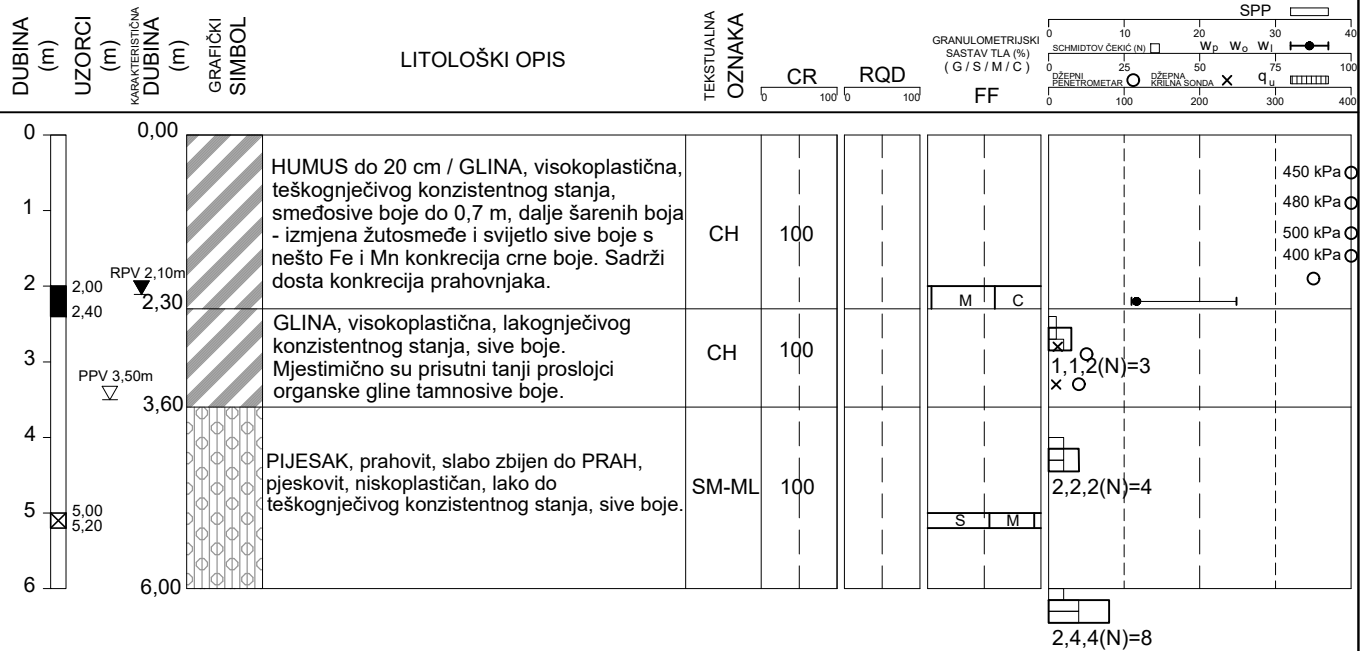 DUBINA
(m)
UZORCI
(m)
KARAKTERISTIČNA
DUBINA
(m)
GRAFIČKI
SIMBOL
LITOLOŠKI OPIS
TEKSTUALNA
OZNAKA
CR
0 100
RQD
0 100
GRANULOMETRIJSKI
SASTAV TLA (%)
( G / S / M / C )
FF
SPP
0 10 20 30 40
SCHMIDTOV ČEKIĆ (N)
Wp Wo Wl
0 25 50 75 100
DŽEPNI
PENETROMETAR
DŽEPNA
KRILNA SONDA
qu
0 100 200 300 400
0
1
2
3
4
5
6
2,00
2,40
5,00
5,20
RPV 2,10m
PPV 3,50m
0,00
2,30
3,60
6,00
HUMUS do 20 cm / GLINA, visokoplastična,
teškognječivog konzistentnog stanja,
smeđosive boje do 0,7 m, dalje šarenih boja
- izmjena žutosmeđe i svijetlo sive boje s
nešto Fe i Mn konkrecija crne boje. Sadrži
dosta konkrecija prahovnjaka.
CH
100
M C
450 kPa
480 kPa
500 kPa
400 kPa
GLINA, visokoplastična, lakognječivog
konzistentnog stanja, sive boje.
Mjestimično su prisutni tanji proslojci
organske gline tamnosive boje.
CH
100
1,1,2(N)=3
PIJESAK, prahovit, slabo zbijen do PRAH,
pjeskovit, niskoplastičan, lako do
teškognječivog konzistentnog stanja, sive boje.
SM-ML
100
S M
2,2,2(N)=4
2,4,4(N)=8